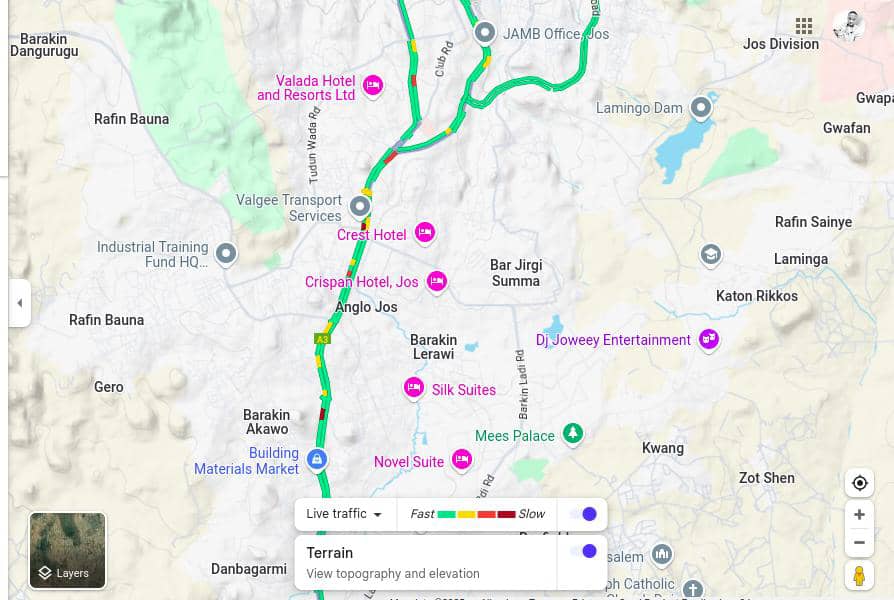 Barakin
Dangurugu
JAMB Office, Jos
Club Rd
Jos Division
Valada Hotel
and Resorts Ltd
Lamingo Dam
Rafin Bauna
Gwafan
Tudun Wada Rd
Valgee Transport
Services
Crest Hotel
Rafin Sainye
Industrial Training
Fund HQ...
Bar Jirgi
Summa
Laminga
Crispan Hotel, Jos
Katon Rikkos
Anglo Jos
Rafin Bauna
A3
Barakin
Lerawi
Dj Joweey Entertainment
Barkin Ladi Rd
Gero
Silk Suites
Barakin
Akawo
Mees Palace
Building
Materials Market
Novel Suite
Kwang
Zot Shen
Live traffic
Fast
Slow
Terrain
View topography and elevation
Layers
Danbagarmi